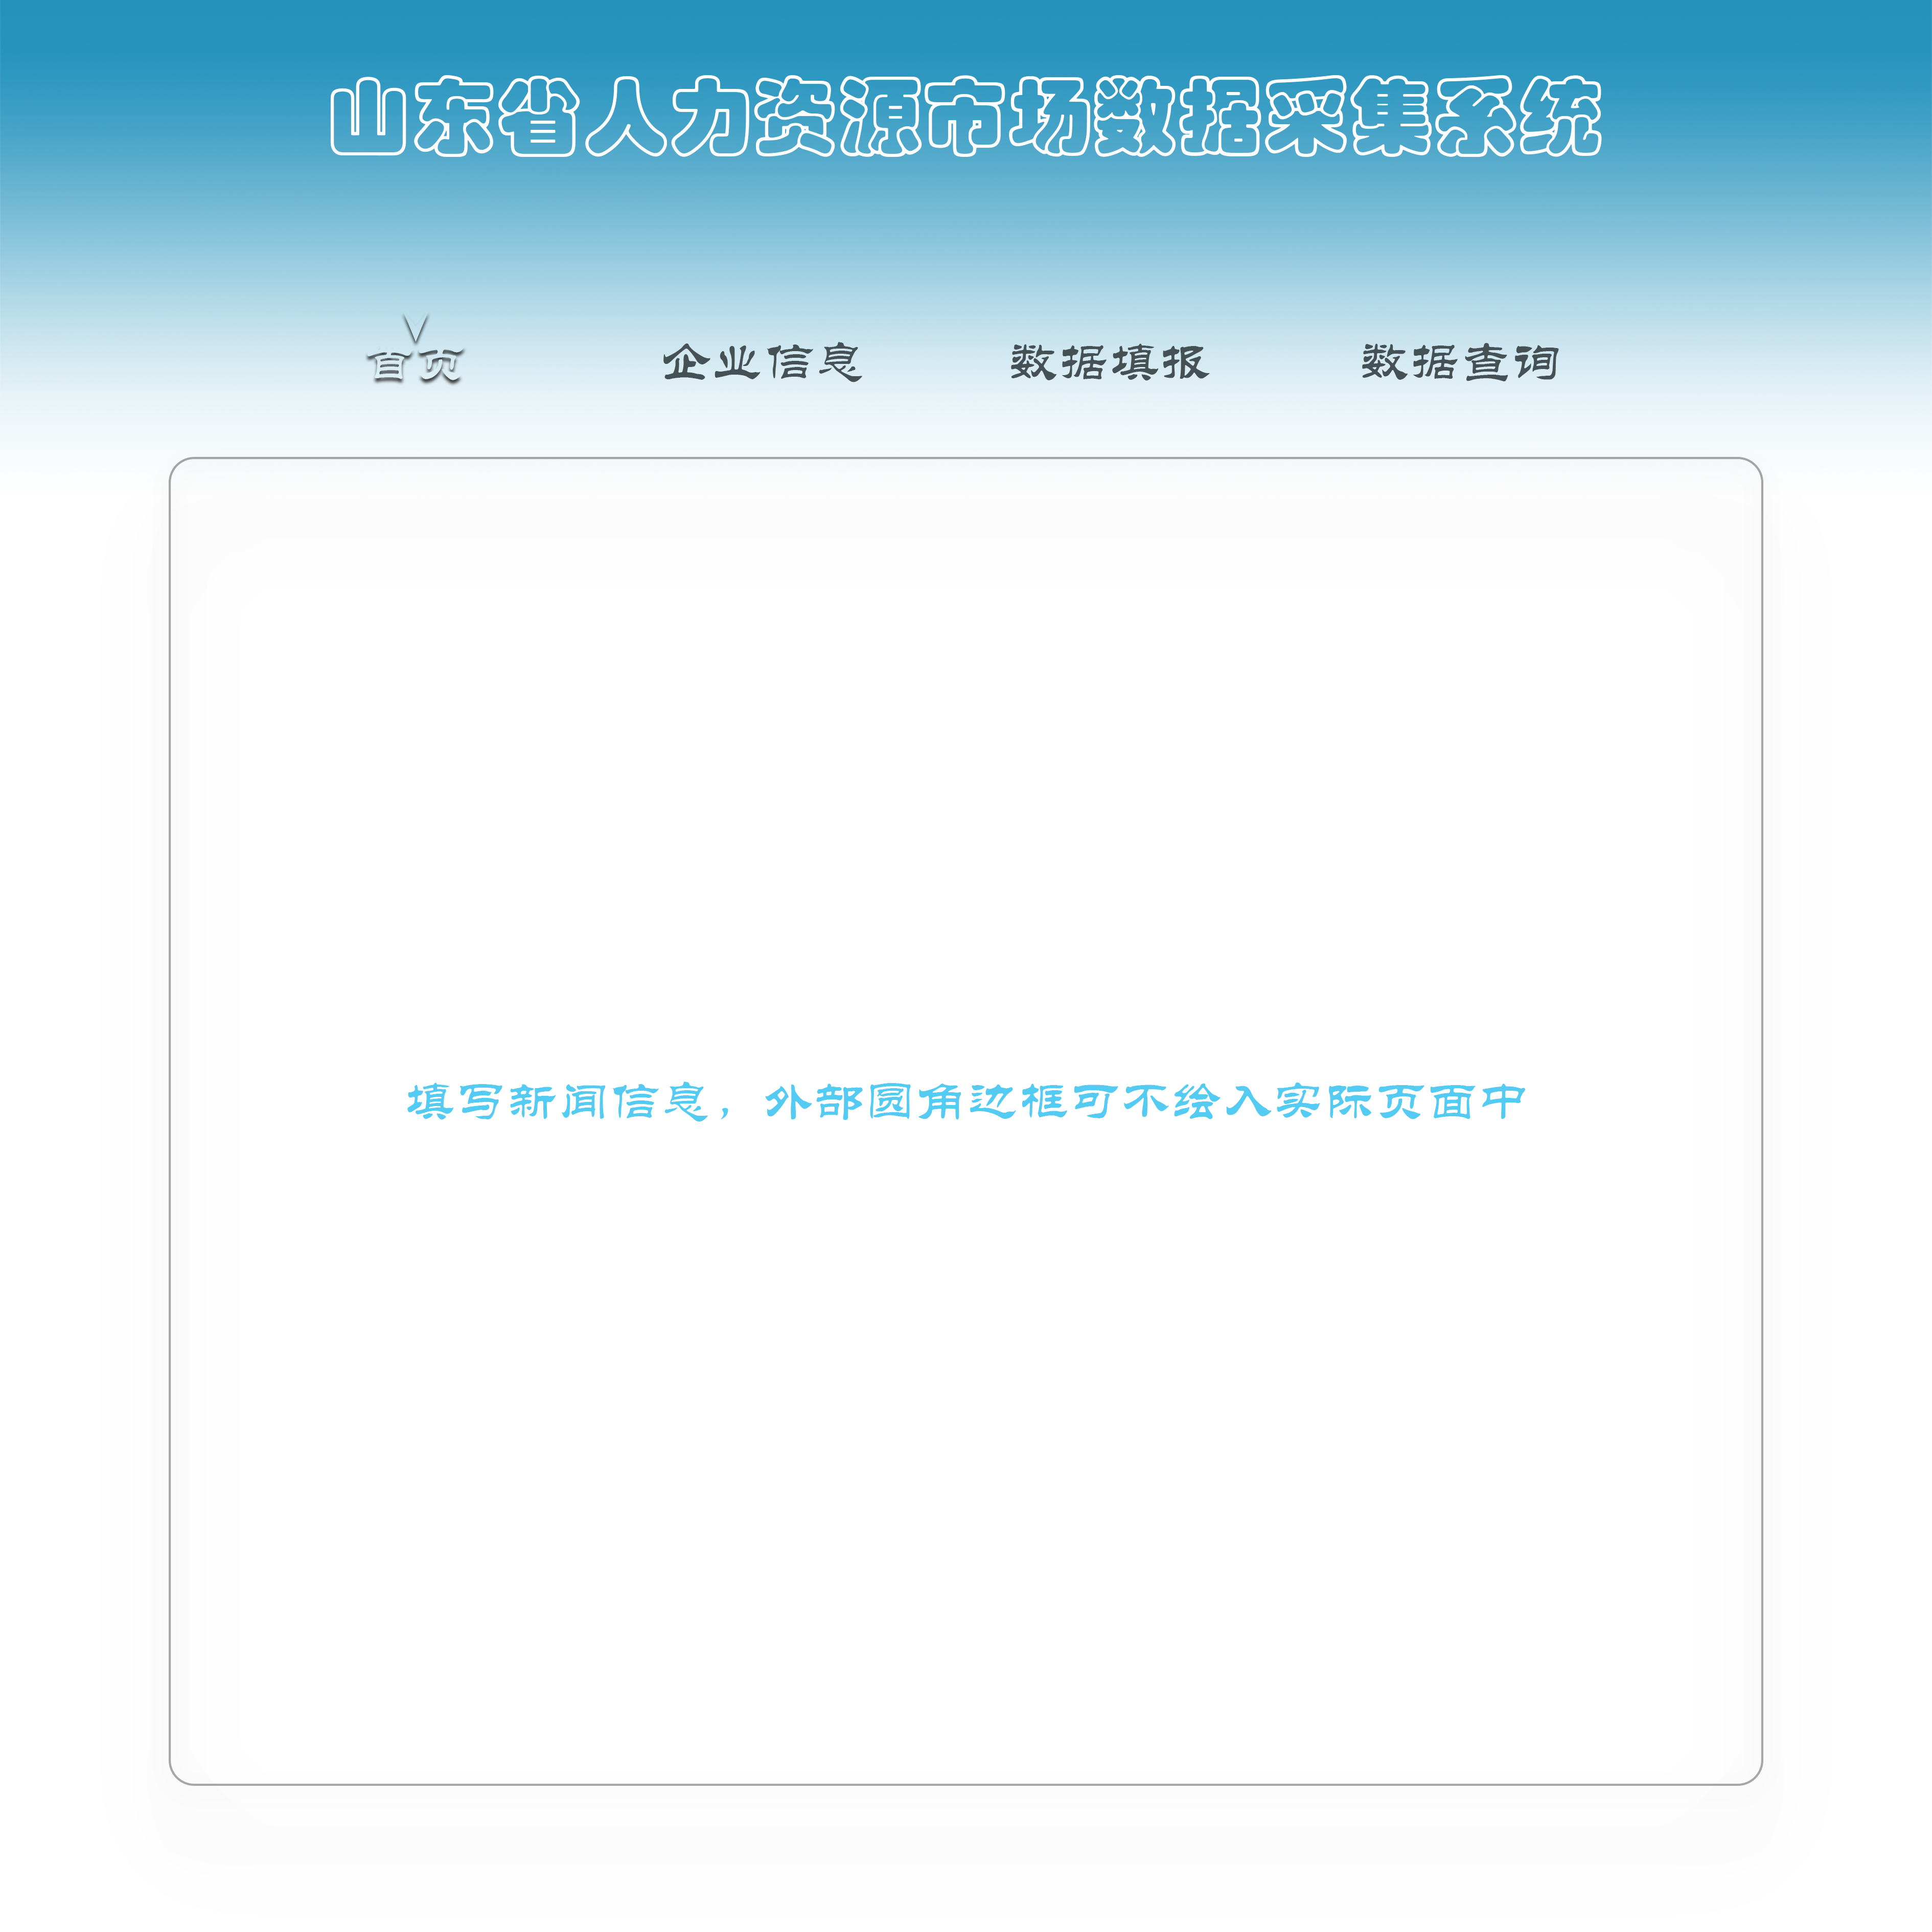 山东省人力资源市场数据采集系统
首页 企业信息 数据填报 数据查询
填写新闻信息，外部圆角边框可不绘入实际页面中